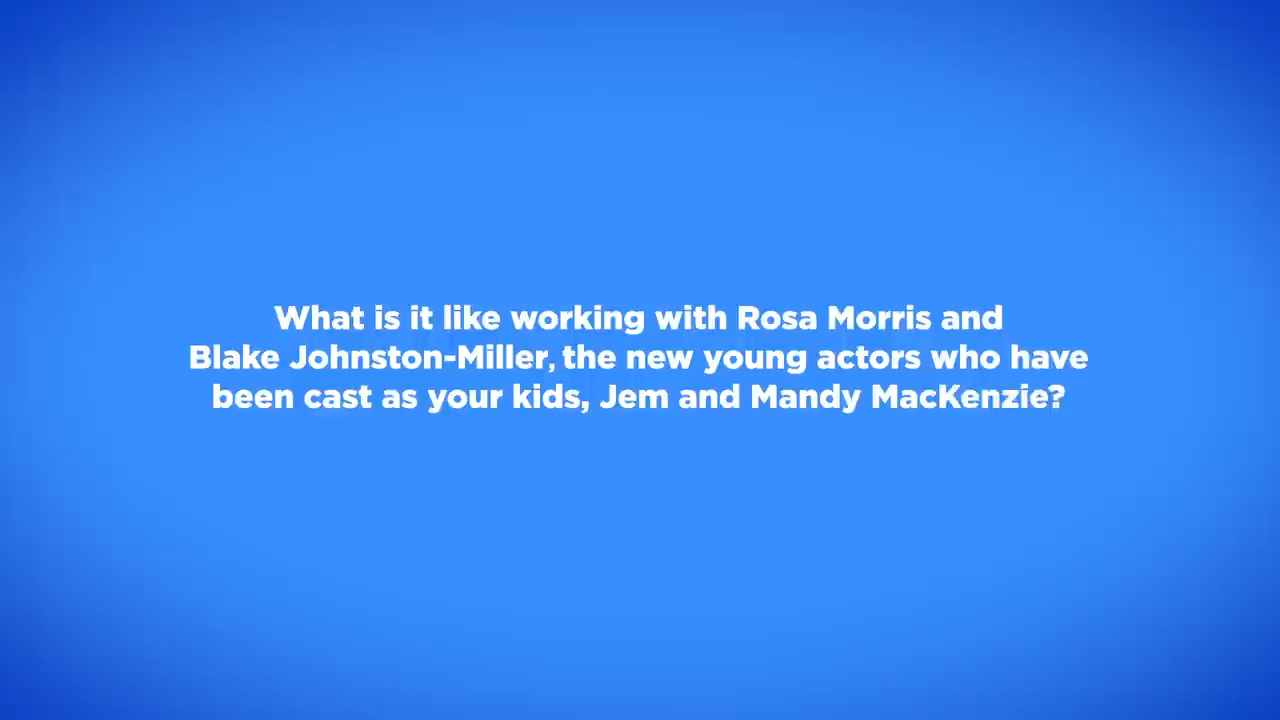 What is it like working with Rosa Morris and
Blake Johnston-Miller, the new young actors who have
been cast as your kids, Jem and Mandy MacKenzie?